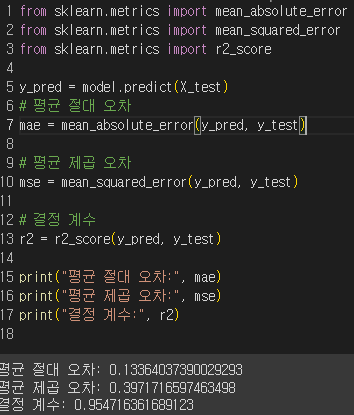 1 from sklearn.metrics import mean_absolute_error
2 from sklearn.metrics import mean_squared_error
3 from sklearn.metrics import r2_score
4
5 y_pred = model.predict(X_test)
6 # 평균 절대 오차
7 mae = mean_absolute_error(y_pred, y_test)
8
9 # 평균 제곱 오차
10 mse = mean_squared_error(y_pred, y_test)
11
12 # 결정 계수
13 r2 = r2_score(y_pred, y_test)
14
15 print("평균 절대 오차:", mae)
16 print("평균 제곱 오차:", mse)
17 print("결정 계수:", r2)
18
평균 절대 오차: 0.13364037390029293
평균 제곱 오차: 0.3971716597463498
결정 계수: 0.954716361689123